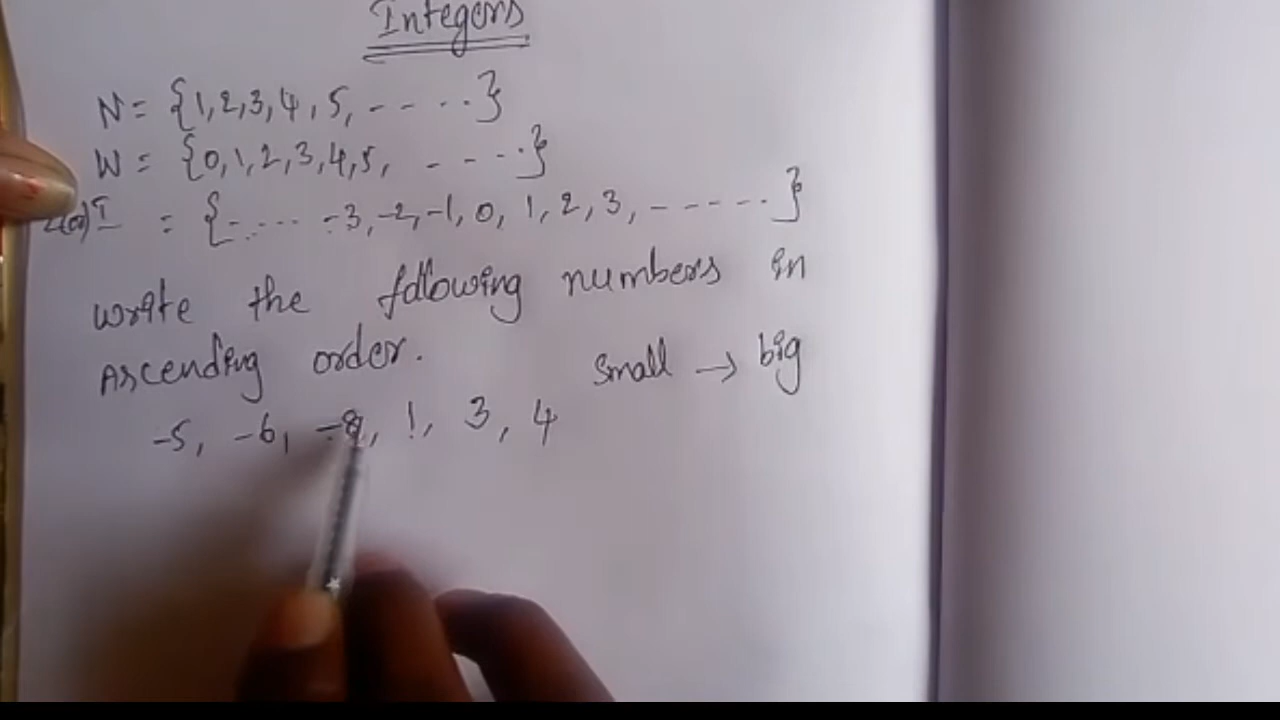 Integers
N = {1, 2, 3, 4, 5, - - - - .}
W = {0, 1, 2, 3, 4, 5, - - - - .}
Z(or) I = {- - - - - -3, -2, -1, 0, 1, 2, 3, - - - - - - .}
write the following numbers in
Ascending order. Small → big
-5, -6, -8, 1, 3, 4